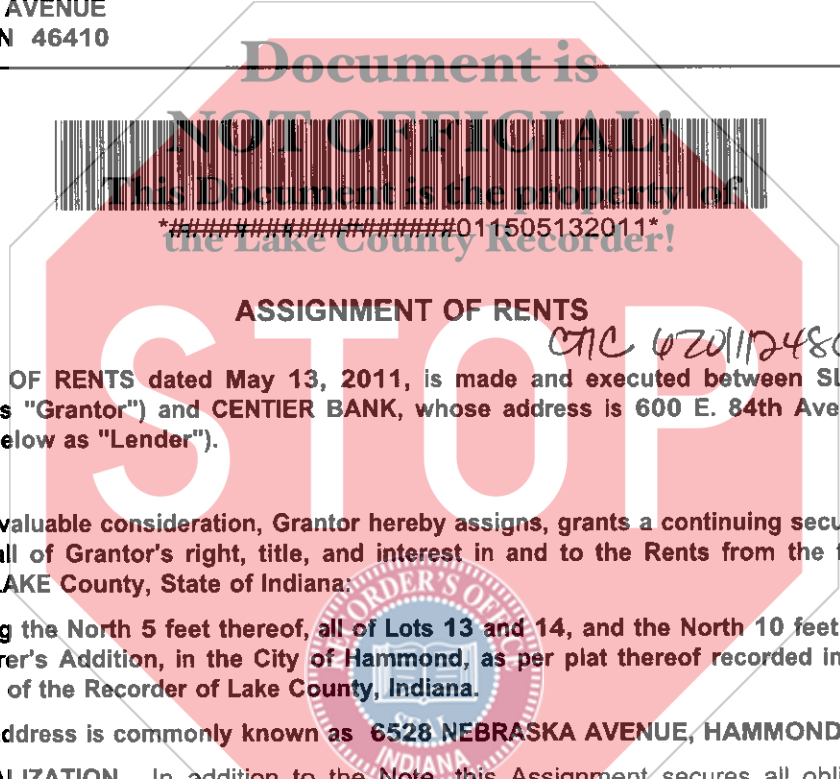 AVENUE
N 46410
Document is
NOT OFFICIAL!
This Document is the property of
the Lake County Recorder!
*##################011505132011*
ASSIGNMENT OF RENTS
OF RENTS dated May 13, 2011, is made and executed between
s "Grantor") and CENTIER BANK, whose address is 600 E. 84th Ave
elow as "Lender").
valuable consideration, Grantor hereby assigns, grants a continuing secu
all of Grantor's right, title, and interest in and to the Rents from the
LAKE County, State of Indiana:
g the North 5 feet thereof, all of Lots 13 and 14, and the North 10 feet
rer's Addition, in the City of Hammond, as per plat thereof recorded in
of the Recorder of Lake County, Indiana.
ddress is commonly known as 6528 NEBRASKA AVENUE, HAMMOND
ALIZATION. In addition to the Note, this Assignment secures all obl
STOP
RECORDER'S OFFICE
SEAL
INDIANA